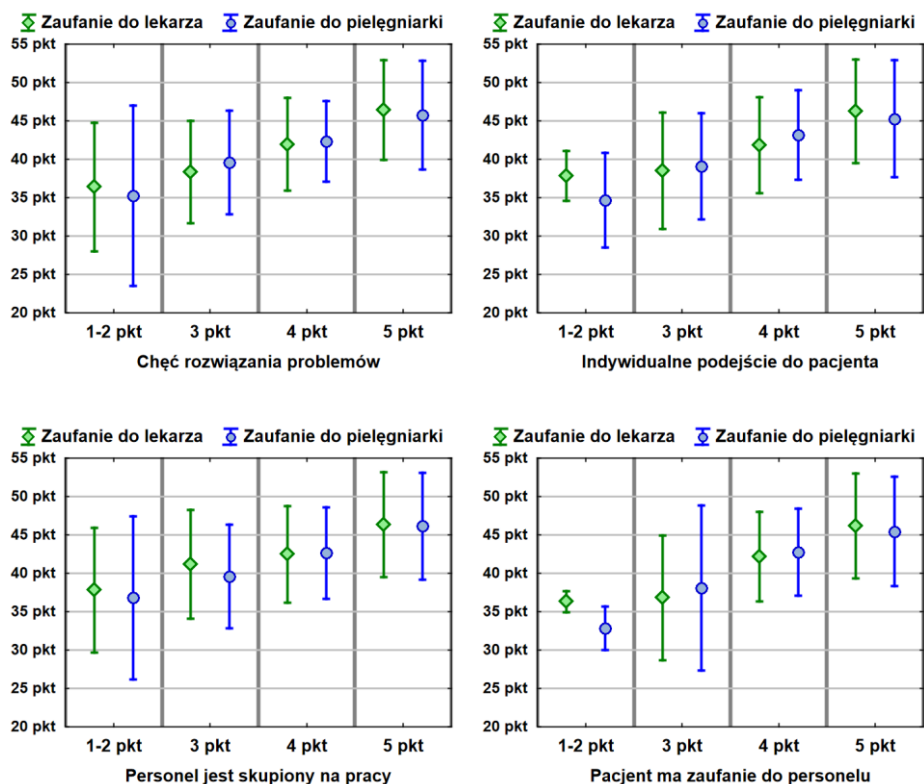 Zaufanie do lekarza Zaufanie do pielęgniarki
55 pkt
50 pkt
45 pkt
40 pkt
35 pkt
30 pkt
25 pkt
20 pkt
1-2 pkt 3 pkt 4 pkt 5 pkt
Chęć rozwiązania problemów
Zaufanie do lekarza Zaufanie do pielęgniarki
55 pkt
50 pkt
45 pkt
40 pkt
35 pkt
30 pkt
25 pkt
20 pkt
1-2 pkt 3 pkt 4 pkt 5 pkt
Indywidualne podejście do pacjenta
Zaufanie do lekarza Zaufanie do pielęgniarki
55 pkt
50 pkt
45 pkt
40 pkt
35 pkt
30 pkt
25 pkt
20 pkt
1-2 pkt 3 pkt 4 pkt 5 pkt
Personel jest skupiony na pracy
Zaufanie do lekarza Zaufanie do pielęgniarki
55 pkt
50 pkt
45 pkt
40 pkt
35 pkt
30 pkt
25 pkt
20 pkt
1-2 pkt 3 pkt 4 pkt 5 pkt
Pacjent ma zaufanie do personelu